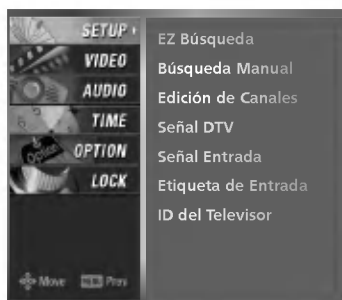 SETUP
VIDEO
AUDIO
TIME
OPTION
LOCK
Move Prev
EZ Búsqueda
Búsqueda Manual
Edición de Canales
Señal DTV
Señal Entrada
Etiqueta de Entrada
ID del Televisor